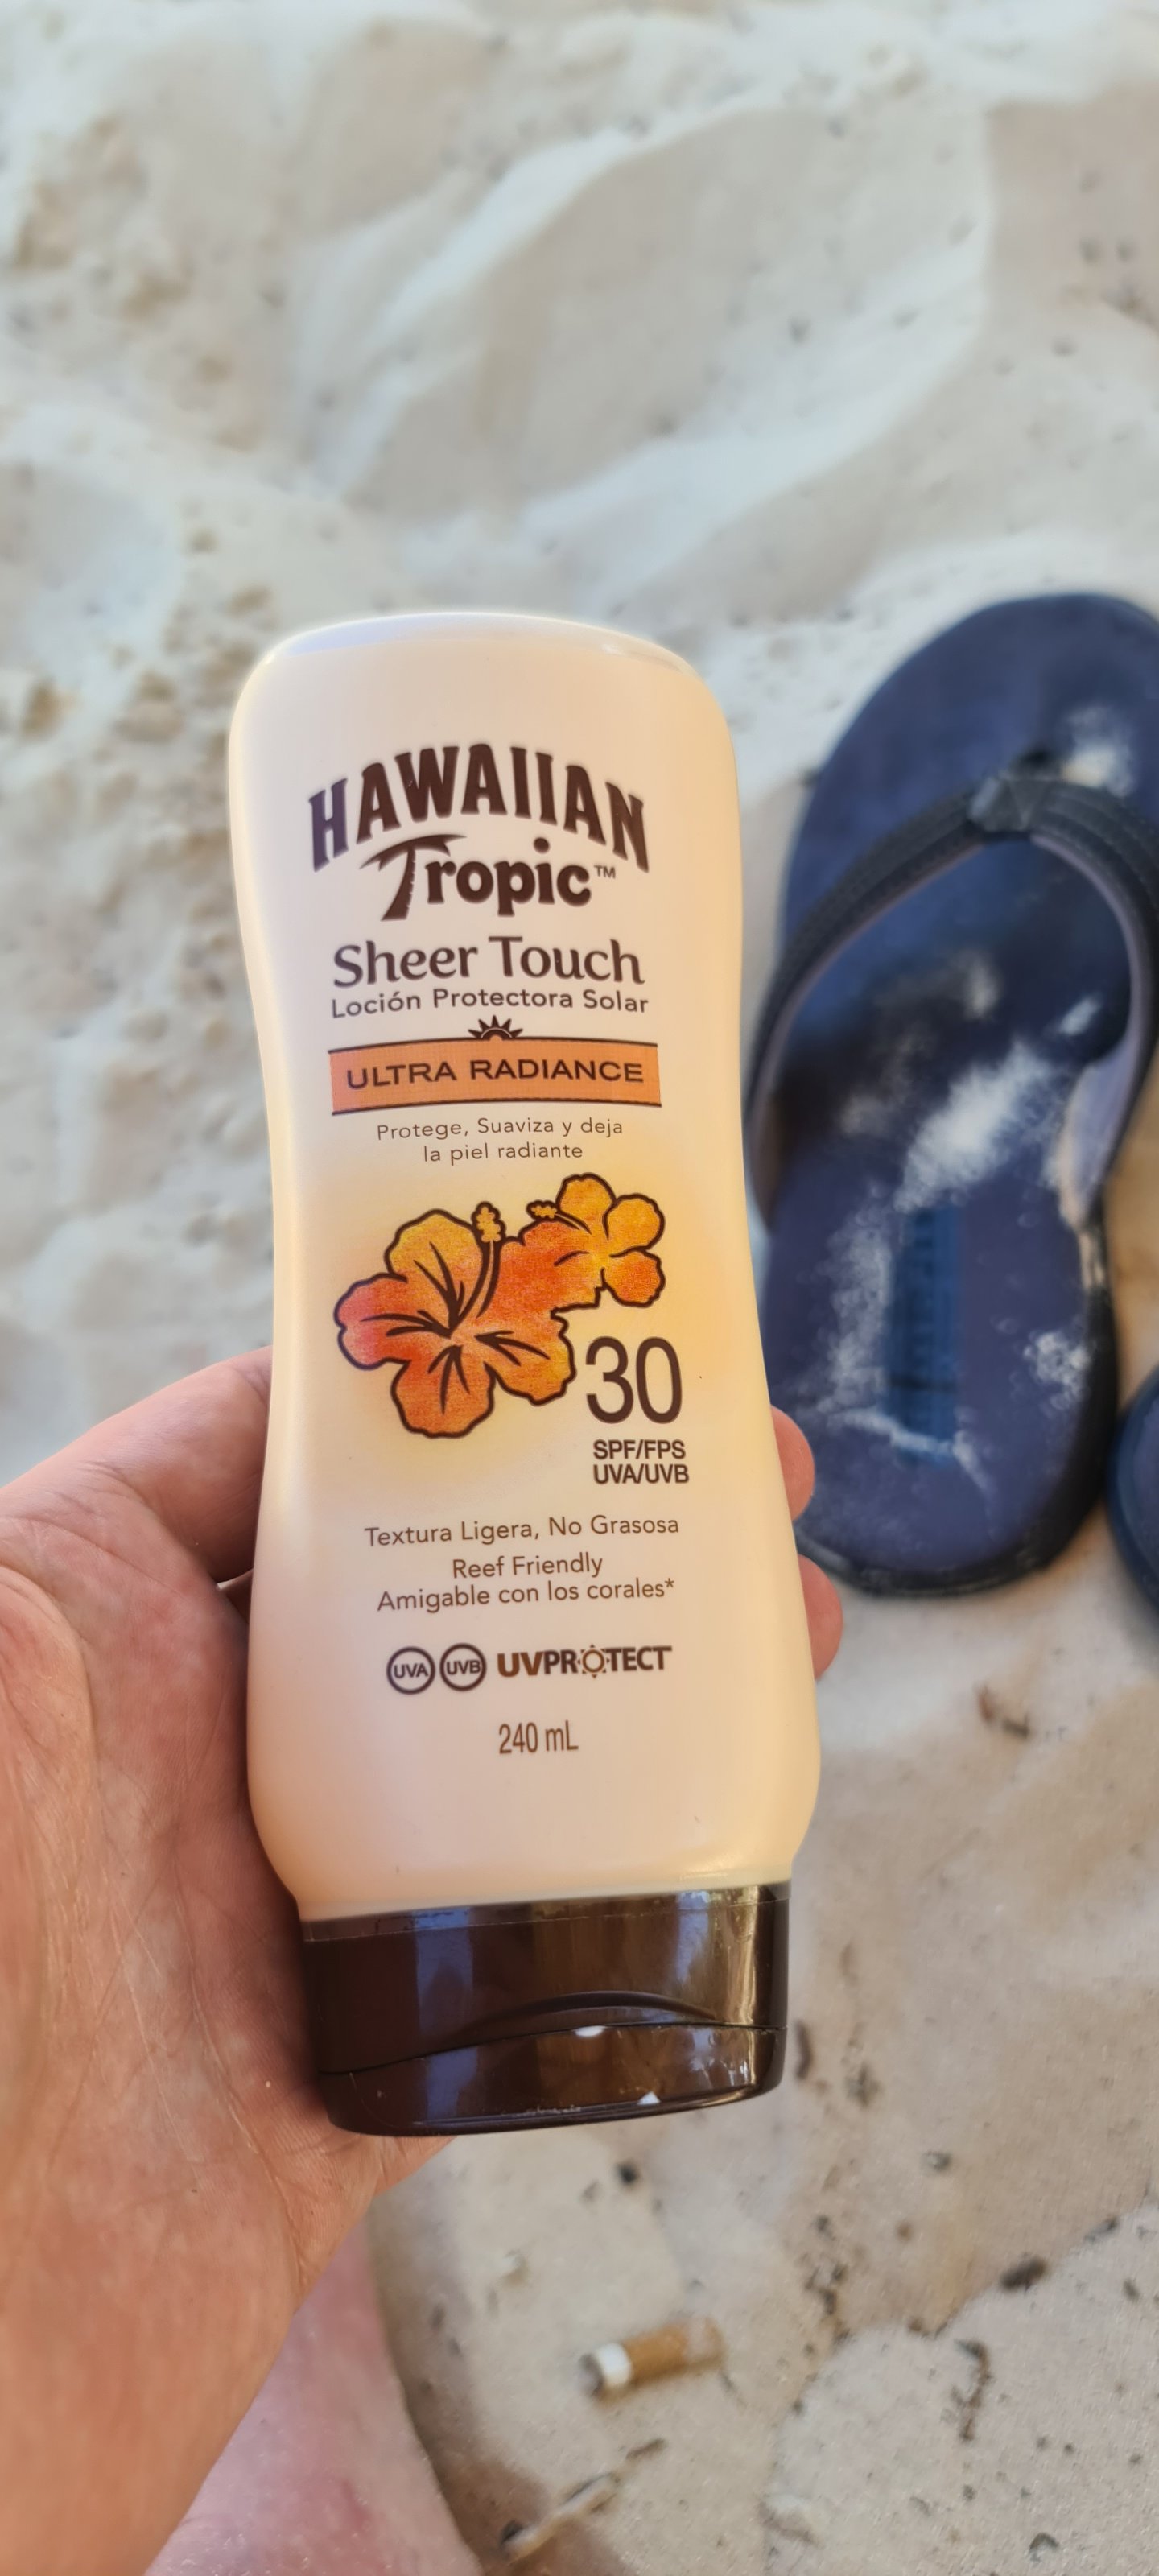 HAWAIIAN
Tropic™
Sheer Touch
Loción Protectora Solar
ULTRA RADIANCE
Protege, Suaviza y deja
la piel radiante
30
SPF/FPS
UVA/UVB
Textura Ligera, No Grasosa
Reef Friendly
Amigable con los corales*
UVA UVB UVPROTECT
240 mL